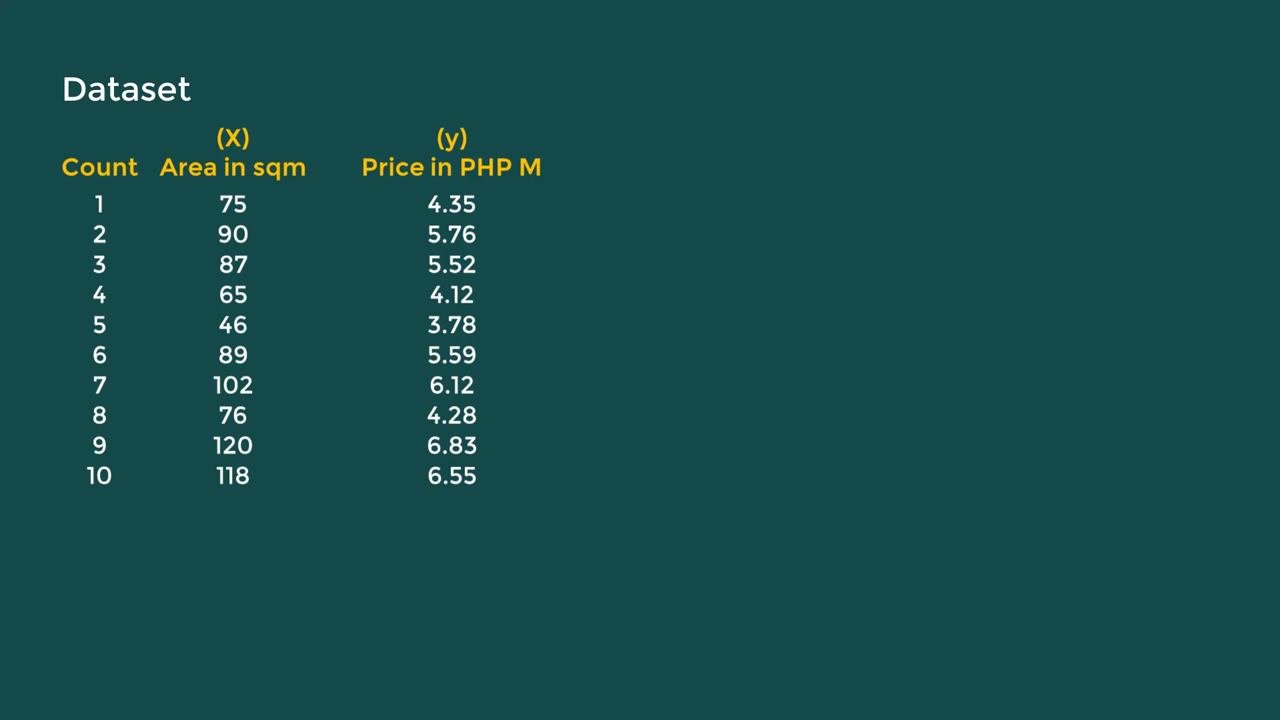 Dataset
(X) (y)
Count Area in sqm Price in PHP M
1 75 4.35
2 90 5.76
3 87 5.52
4 65 4.12
5 46 3.78
6 89 5.59
7 102 6.12
8 76 4.28
9 120 6.83
10 118 6.55